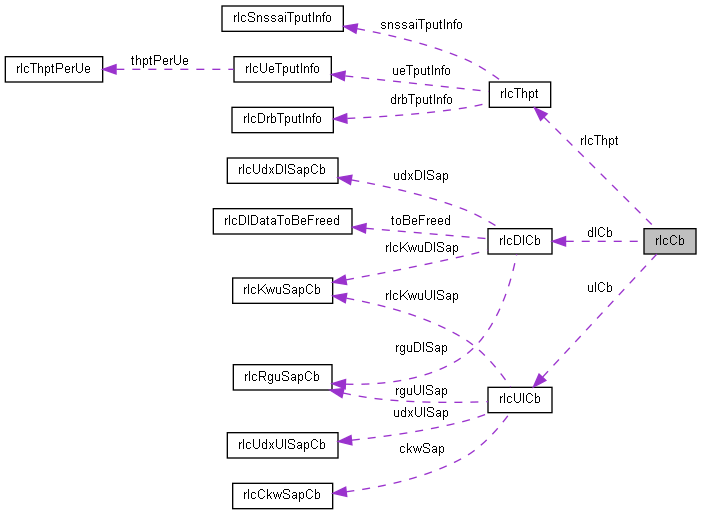 rlcSnssaiTputInfo
snssaiTputInfo
thptPerUe
rlcThptPerUe
rlcUeTputInfo
ueTputInfo
rlcThpt
drbTputInfo
rlcDrbTputInfo
rlcThpt
rlcUdxDlSapCb
udxDlSap
rlcDlDataToBeFreed
toBeFreed
dlCb
rlcDlCb
rlcCb
rlcKwuDlSap
rlcKwuSapCb
rlcKwuUlSap
ulCb
rguDlSap
rlcRguSapCb
rguUlSap
rlcUlCb
udxUlSap
rlcUdxUlSapCb
ckwSap
rlcCkwSapCb